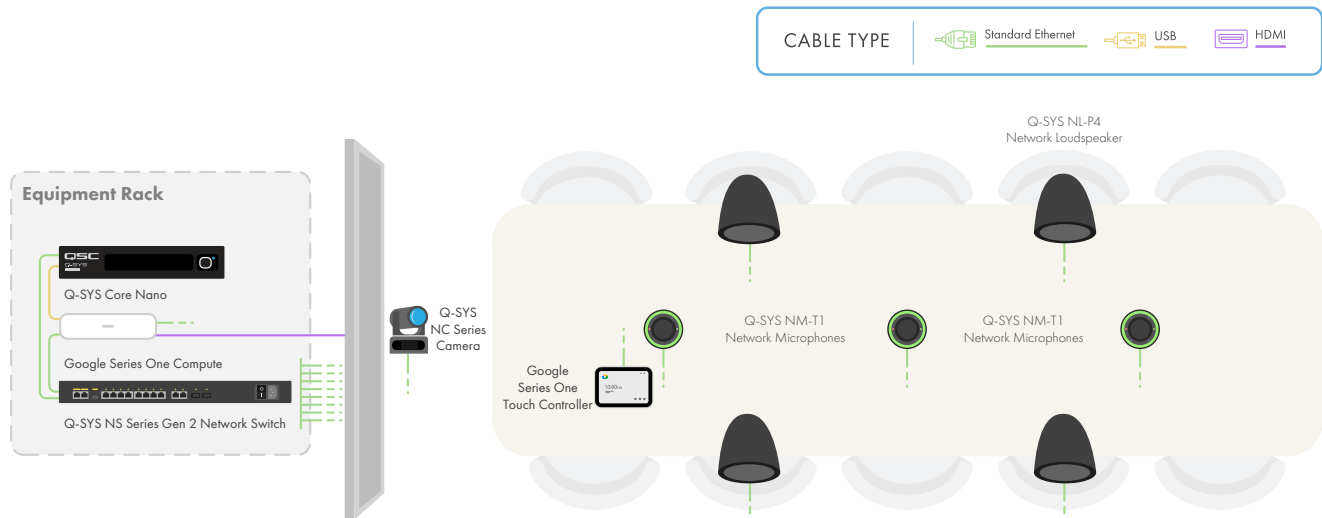 CABLE TYPE
Standard Ethernet
USB
HDMI
Q-SYS NL-P4
Network Loudspeaker
Equipment Rack
QSC
Q-SYS
Q-SYS Core Nano
Google Series One Compute
Q-SYS NS Series Gen 2 Network Switch
Q-SYS
NC Series
Camera
Q-SYS NM-T1
Network Microphones
Q-SYS NM-T1
Network Microphones
Google
Series One
Touch Controller